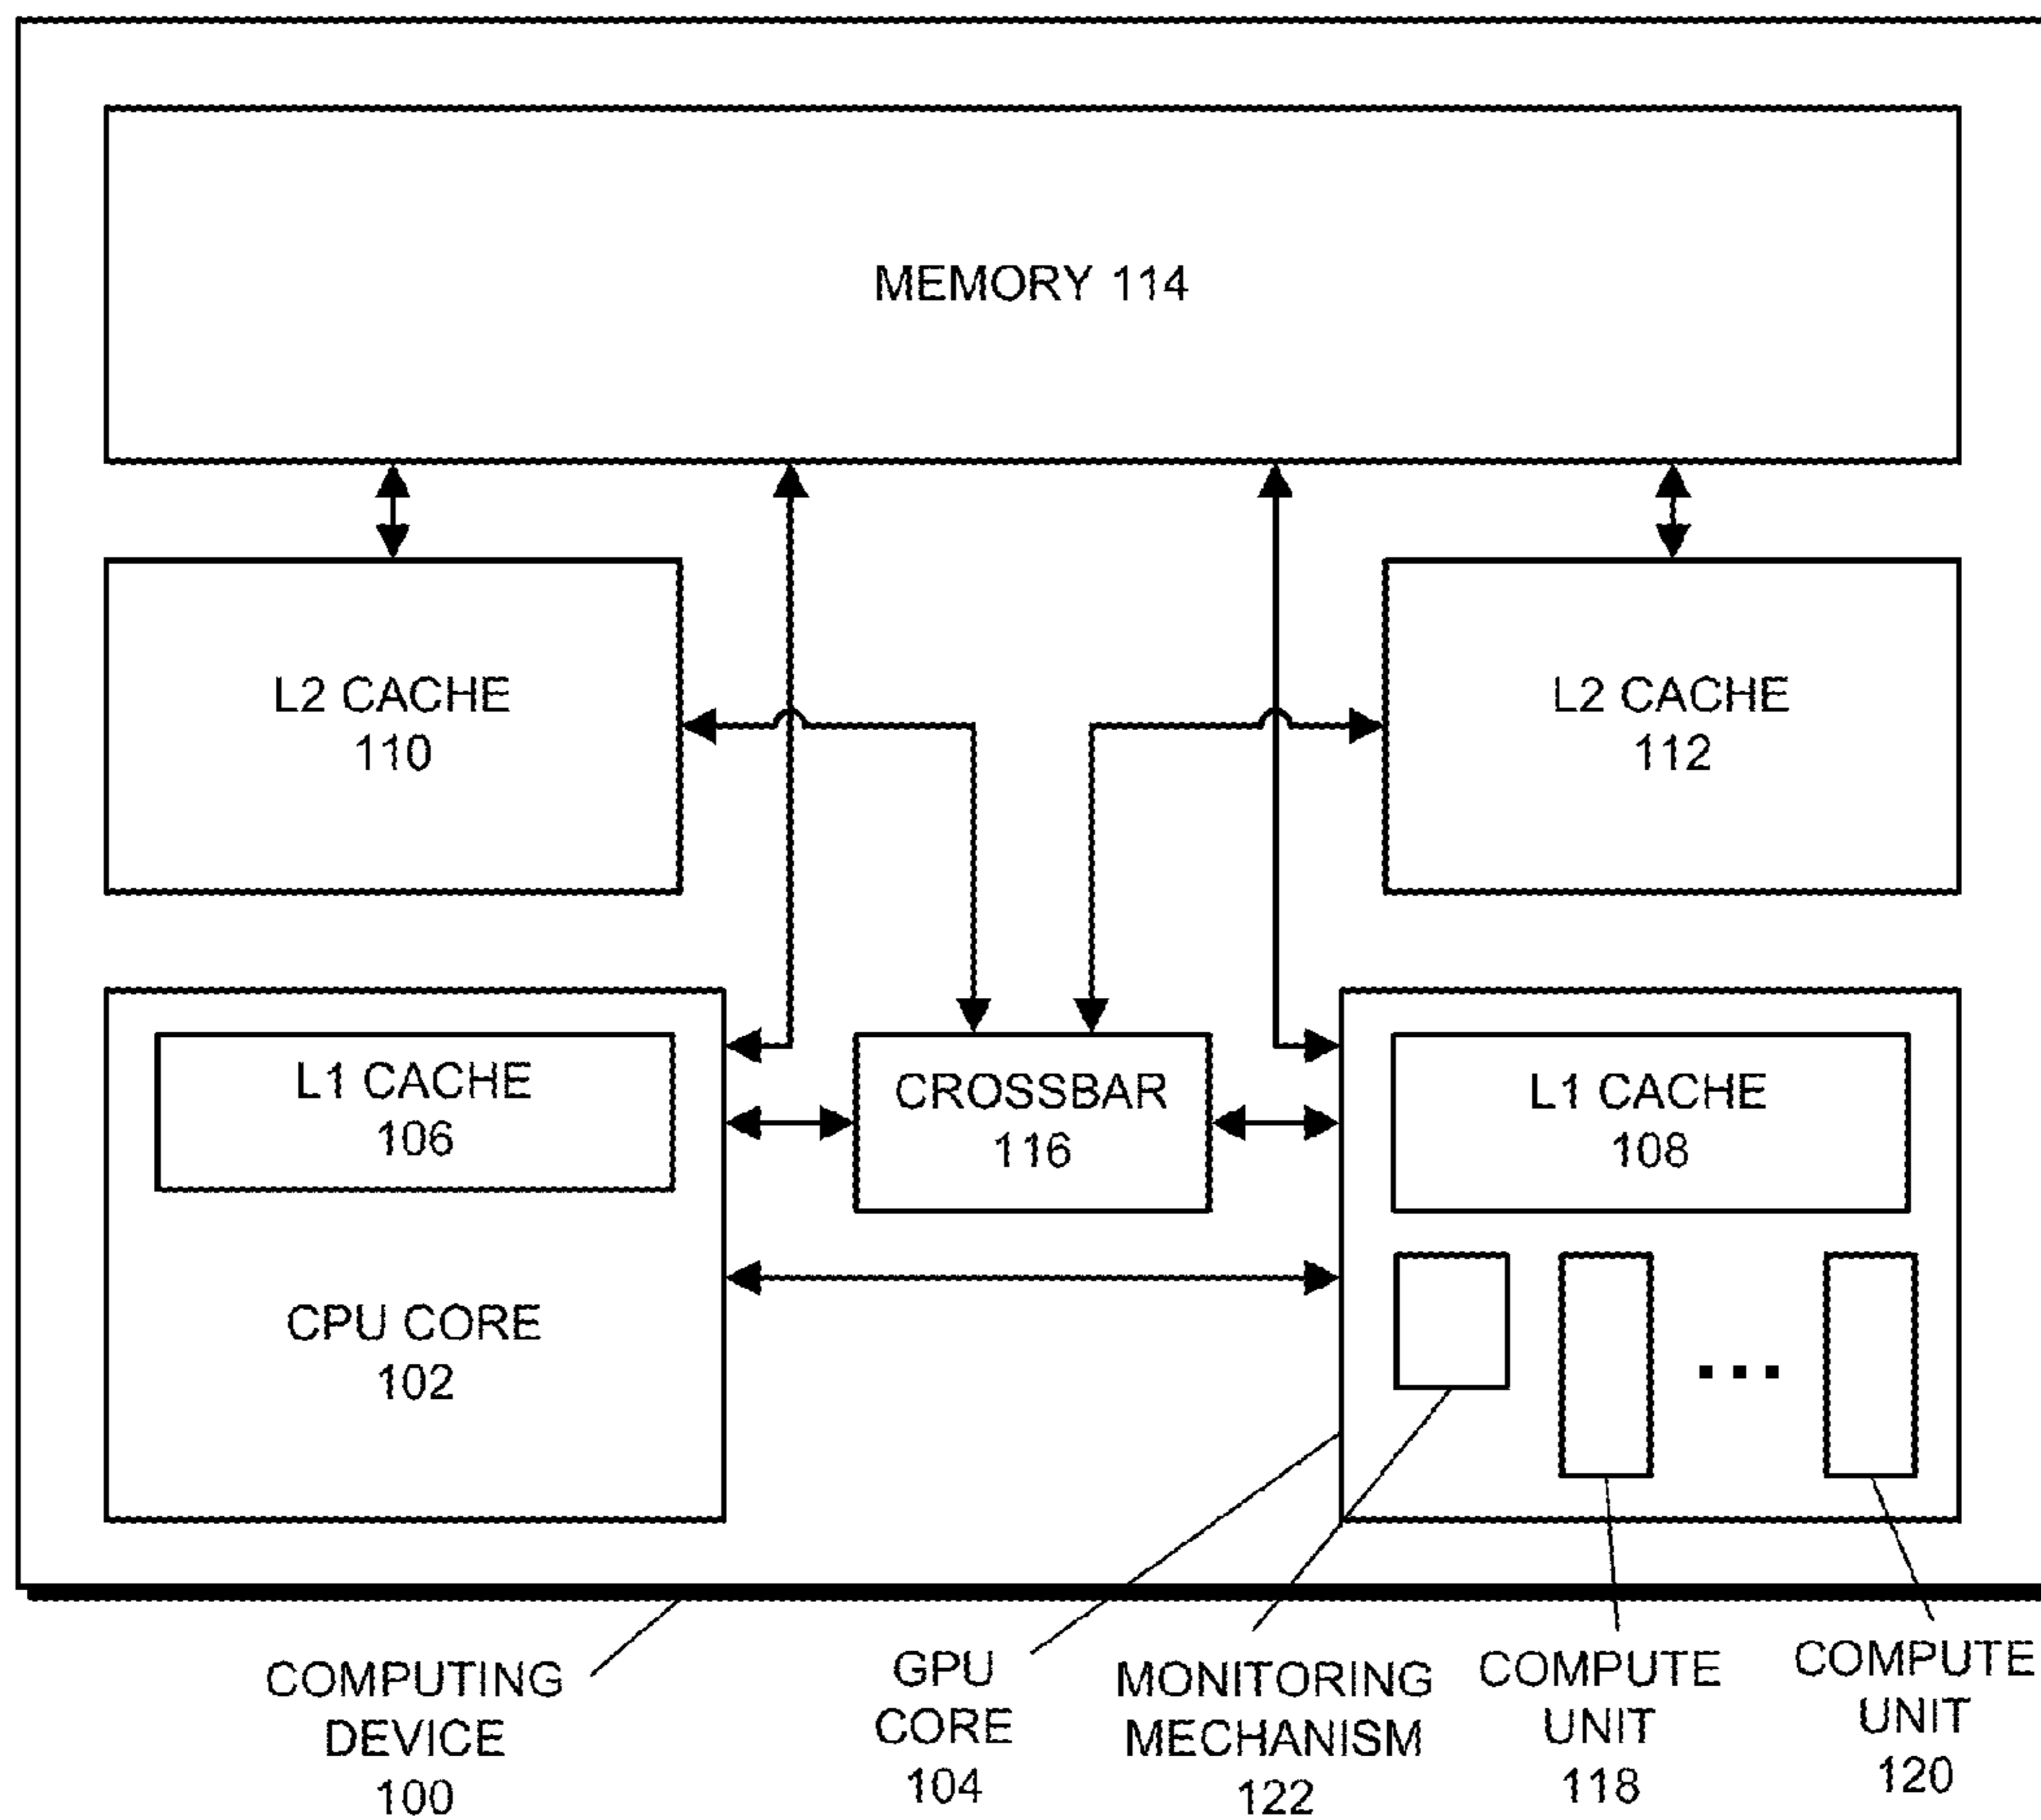 MEMORY 114
L2 CACHE
110
L2 CACHE
112
L1 CACHE
106
CROSSBAR
116
L1 CACHE
108
CPU CORE
102
COMPUTING
DEVICE
100
GPU
CORE
104
MONITORING
MECHANISM
122
COMPUTE
UNIT
118
COMPUTE
UNIT
120